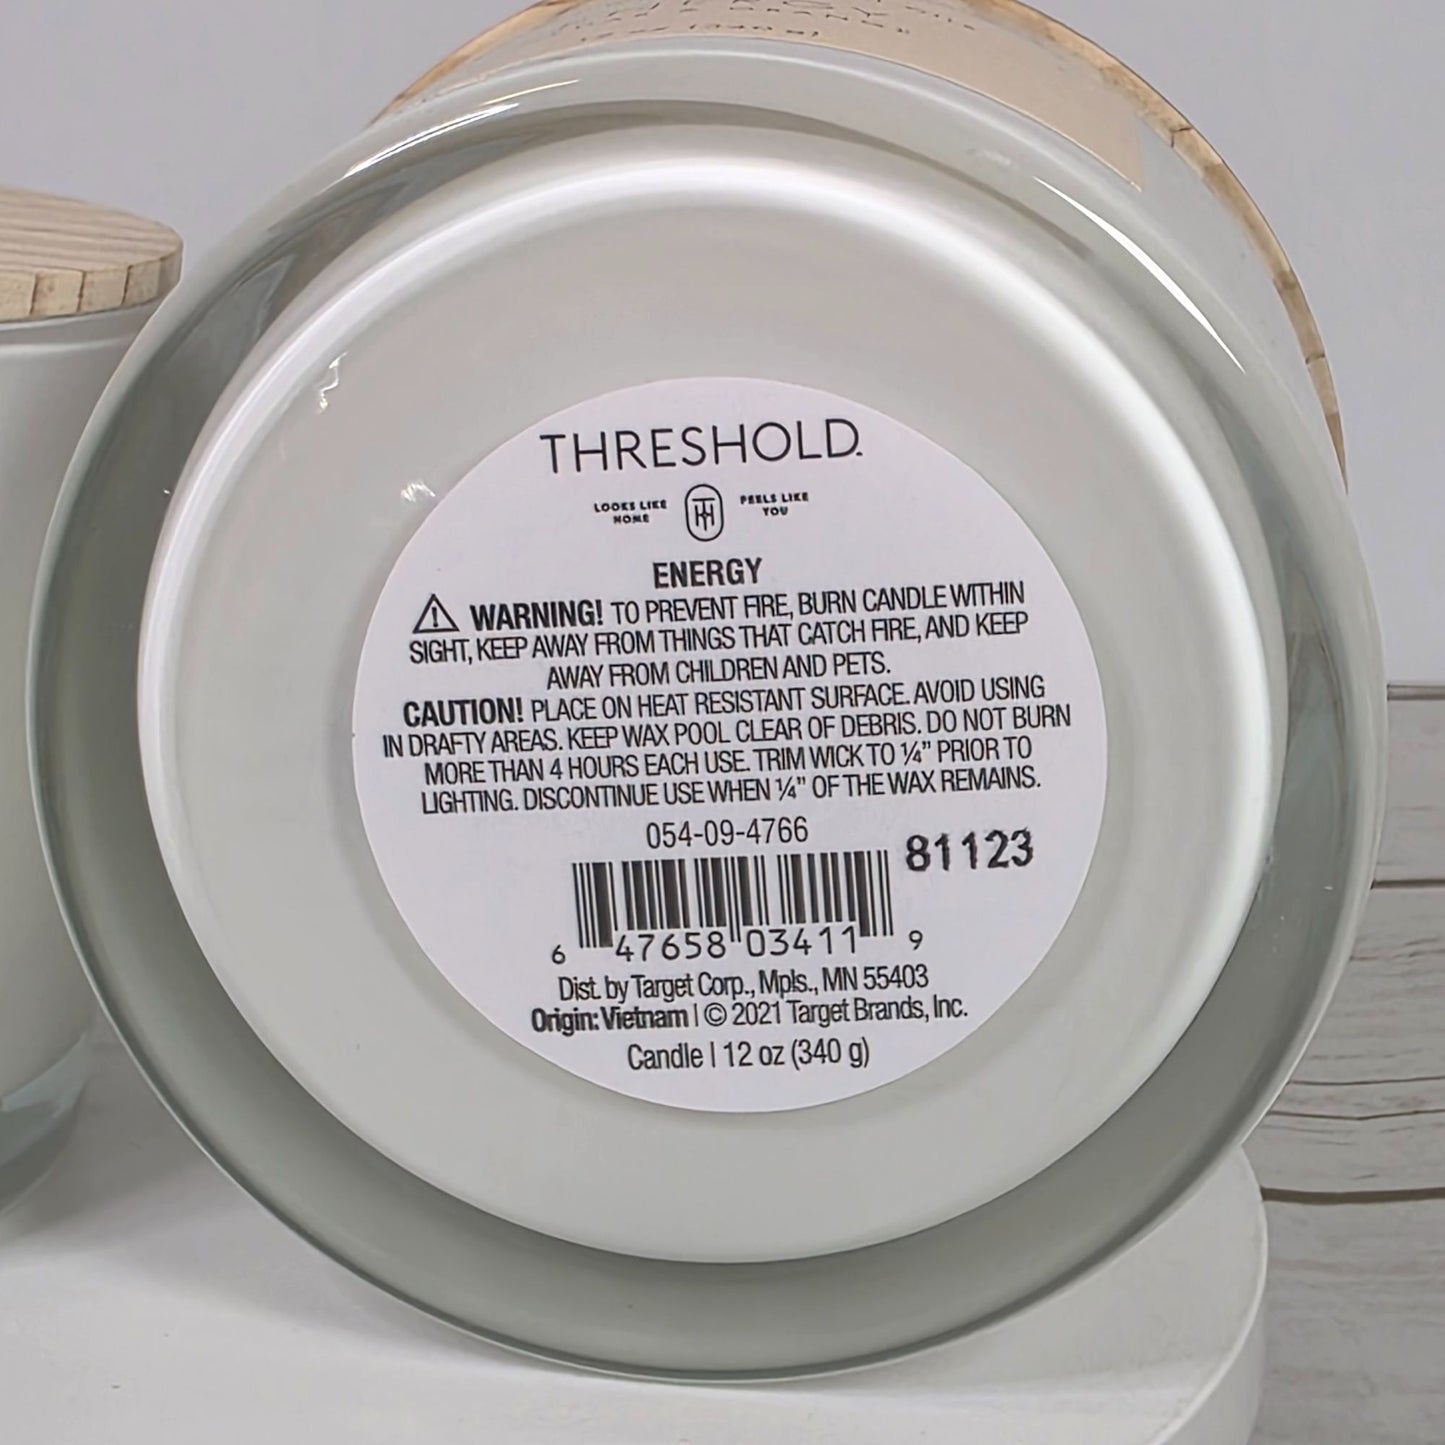 12 oz (340 g)
THRESHOLD.
LOOKS LIKE HOME
FEELS LIKE YOU
ENERGY
WARNING! TO PREVENT FIRE, BURN CANDLE WITHIN
SIGHT, KEEP AWAY FROM THINGS THAT CATCH FIRE, AND KEEP
AWAY FROM CHILDREN AND PETS.
CAUTION! PLACE ON HEAT RESISTANT SURFACE. AVOID USING
IN DRAFTY AREAS. KEEP WAX POOL CLEAR OF DEBRIS. DO NOT BURN
MORE THAN 4 HOURS EACH USE. TRIM WICK TO ¼” PRIOR TO
LIGHTING. DISCONTINUE USE WHEN ¼” OF THE WAX REMAINS.
054-09-4766
81123
6 47658 03411 9
Dist. by Target Corp., Mpls., MN 55403
Origin: Vietnam | © 2021 Target Brands, Inc.
Candle | 12 oz (340 g)